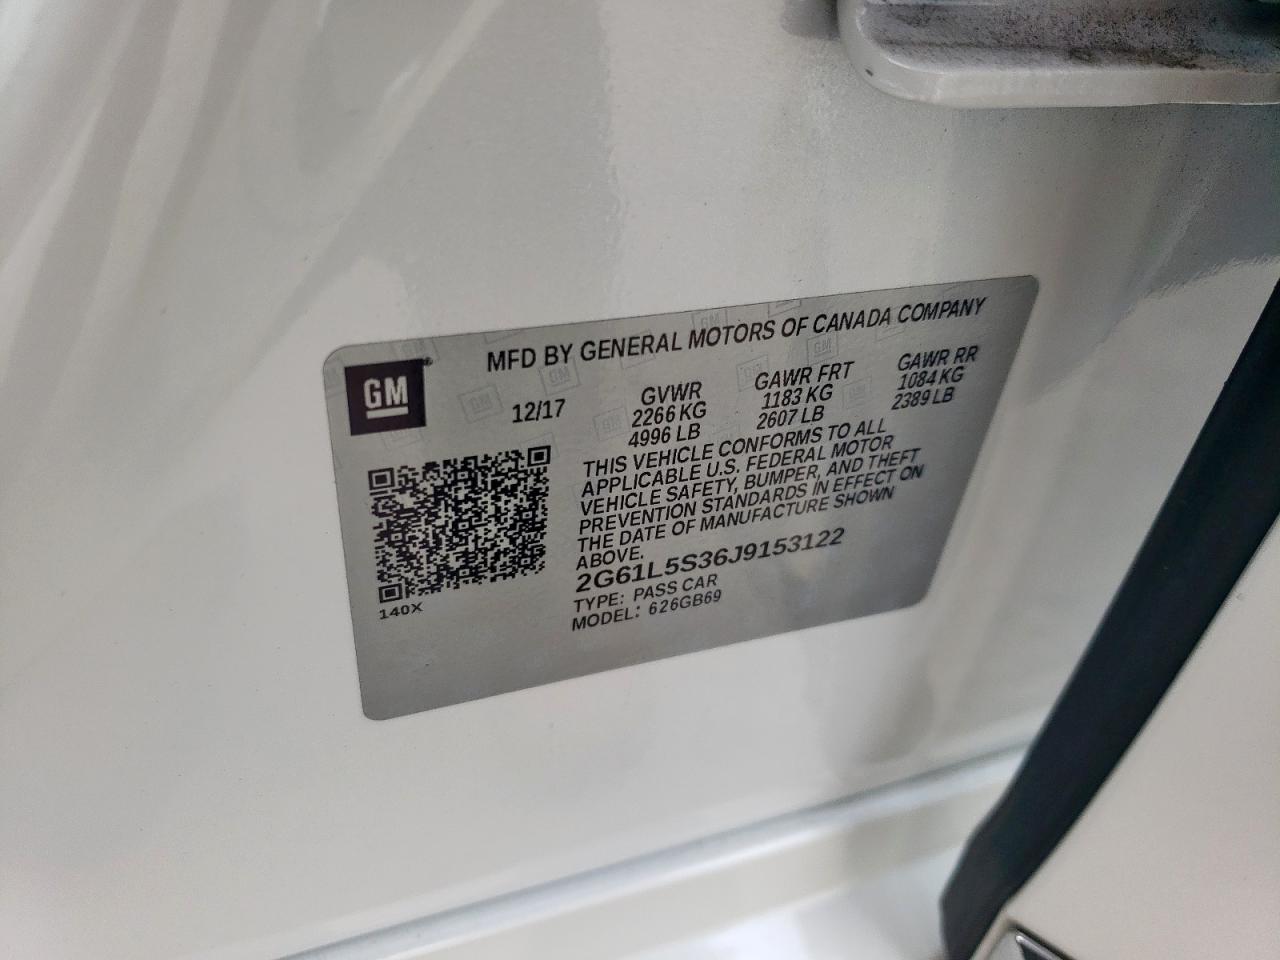 GM®
MFD BY GENERAL MOTORS OF CANADA COMPANY
12/17
GVWR
2266 KG
4996 LB
GAWR FRT
1183 KG
2607 LB
GAWR RR
1084 KG
2389 LB
THIS VEHICLE CONFORMS TO ALL
APPLICABLE U.S. FEDERAL MOTOR
VEHICLE SAFETY, BUMPER, AND THEFT
PREVENTION STANDARDS IN EFFECT ON
THE DATE OF MANUFACTURE SHOWN
ABOVE.
2G61L5S36J9153122
TYPE: PASS CAR
MODEL: 626GB69
140X